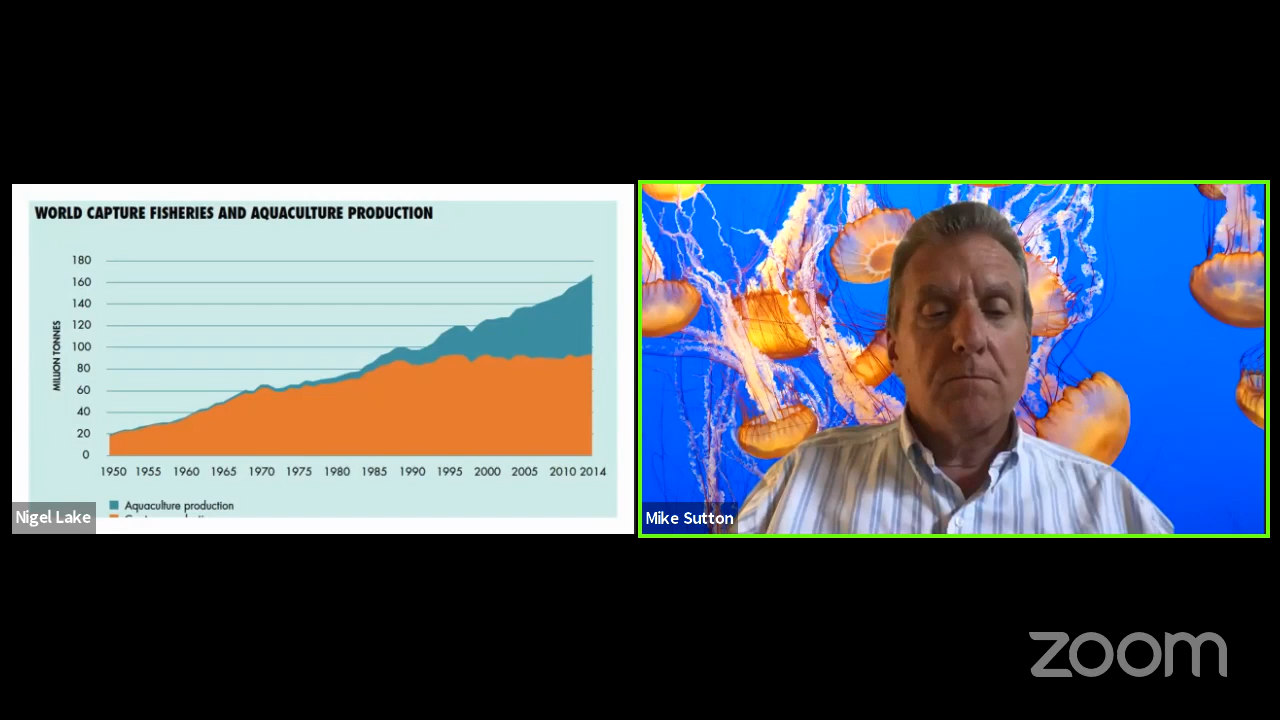 WORLD CAPTURE FISHERIES AND AQUACULTURE PRODUCTION
180
160
140
120
100
80
60
40
20
0
MILLION TONNES
1950 1955 1960 1965 1970 1975 1980 1985 1990 1995 2000 2005 2010 2014
Aquaculture production
Nigel Lake
Mike Sutton
zoom